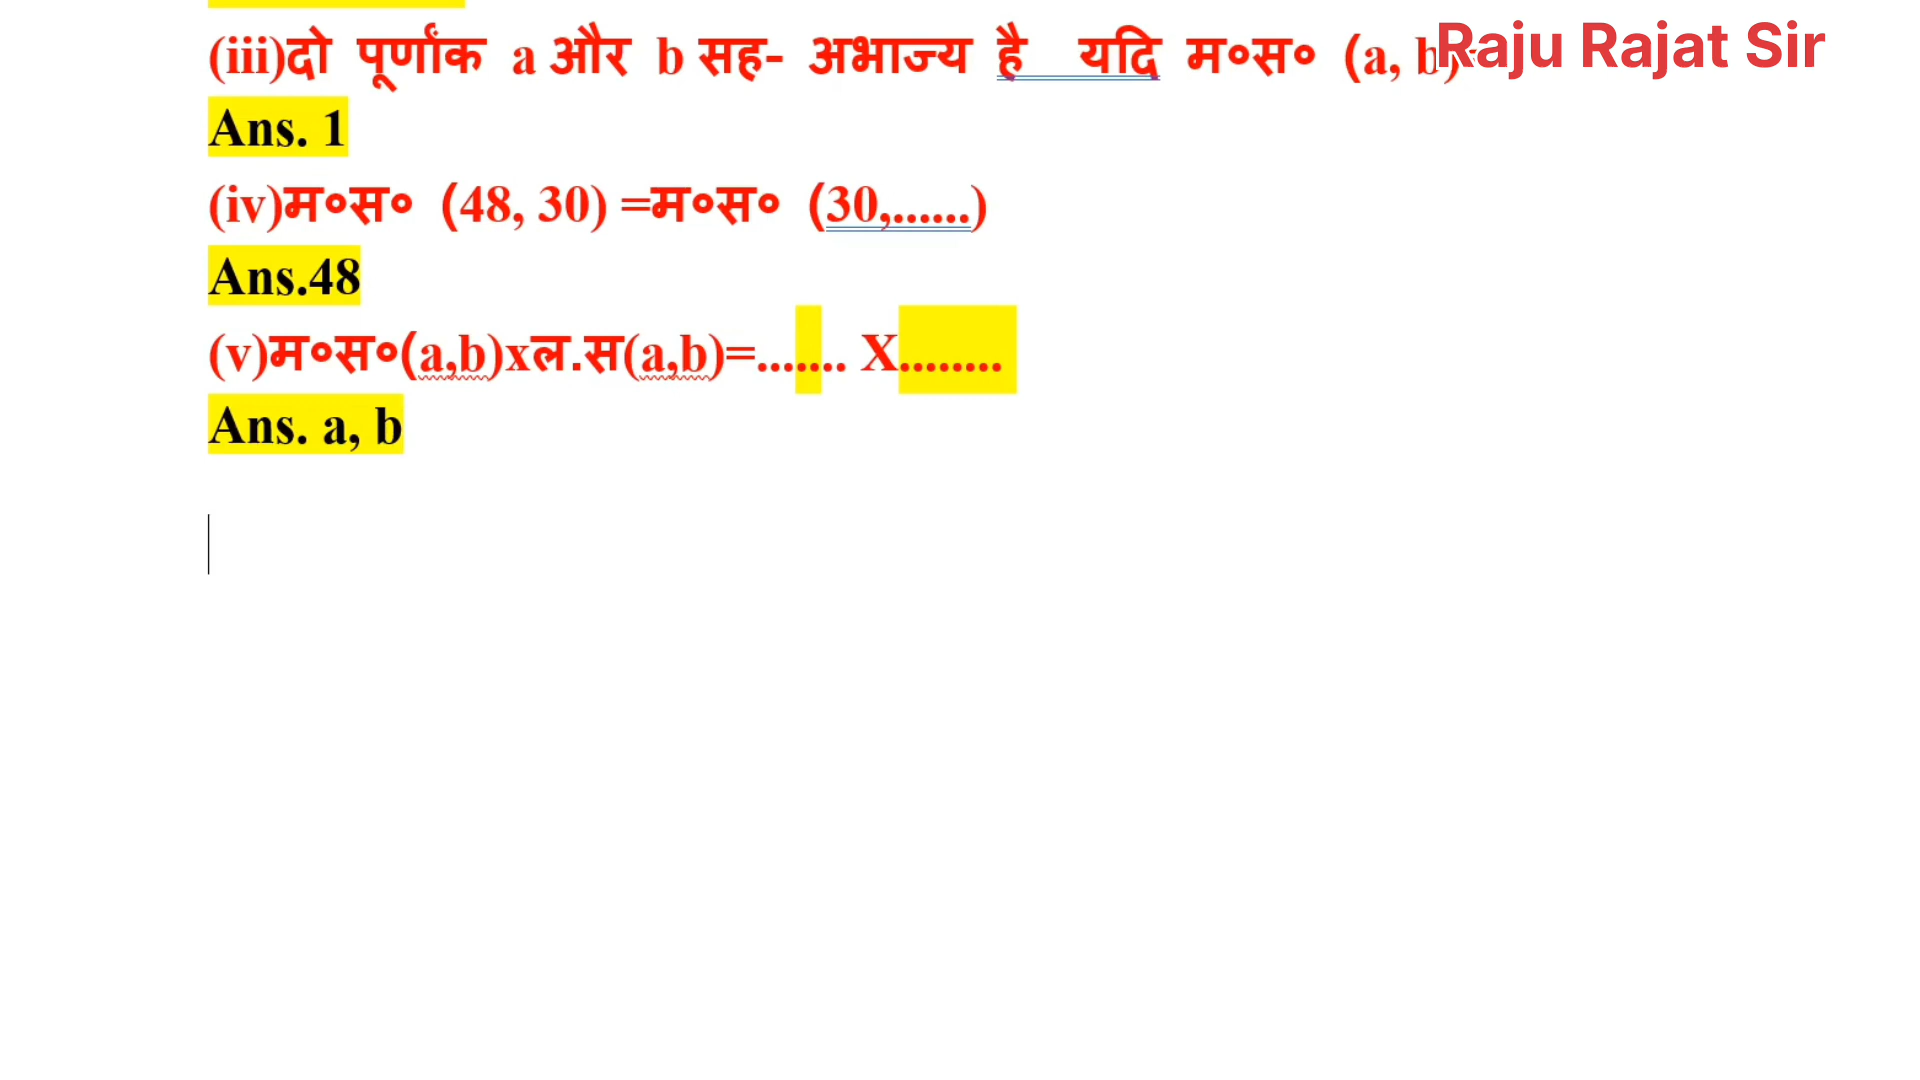 (iii)दो पूर्णांक a और b सह- अभाज्य है यदि म०स० (a, b)
Raju Rajat Sir
Ans. 1
(iv)म०स० (48, 30) =म०स० (30,......)
Ans.48
(v)म०स०(a,b)xल.स(a,b)=....... X........
Ans. a, b